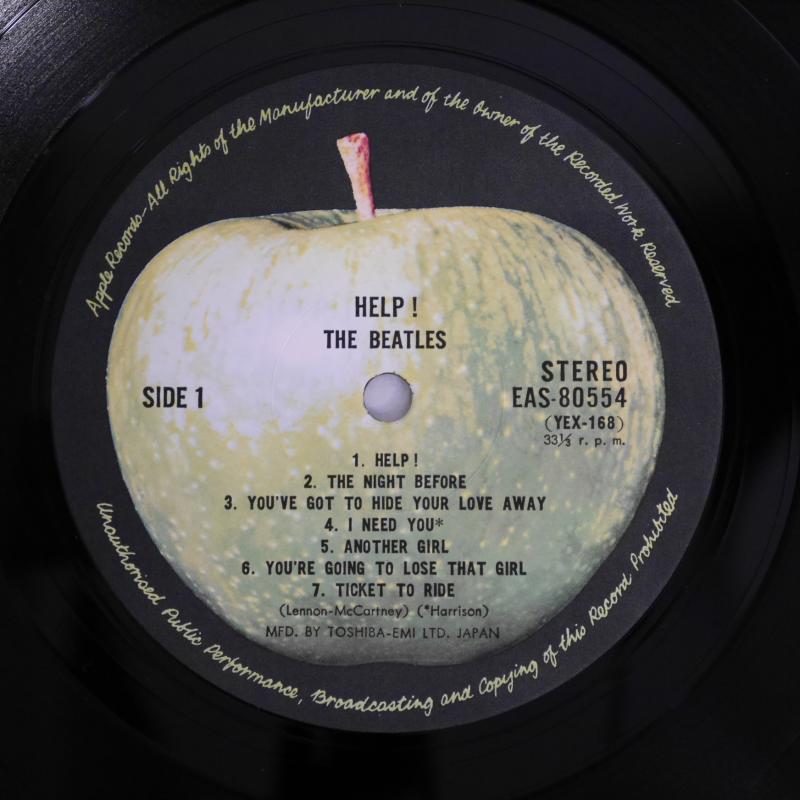 Apple Records-All Rights of the Manufacturer and of the Owner of the Recorded Work Reserved
HELP!
THE BEATLES
SIDE 1
STEREO
EAS-80554
(YEX-168)
33⅓ r. p. m.
1. HELP!
2. THE NIGHT BEFORE
3. YOU'VE GOT TO HIDE YOUR LOVE AWAY
4. I NEED YOU*
5. ANOTHER GIRL
6. YOU'RE GOING TO LOSE THAT GIRL
7. TICKET TO RIDE
(Lennon-McCartney) (*Harrison)
MFD. BY TOSHIBA-EMI LTD. JAPAN
Unauthorised Public Performance, Broadcasting and Copying of this Record Prohibited